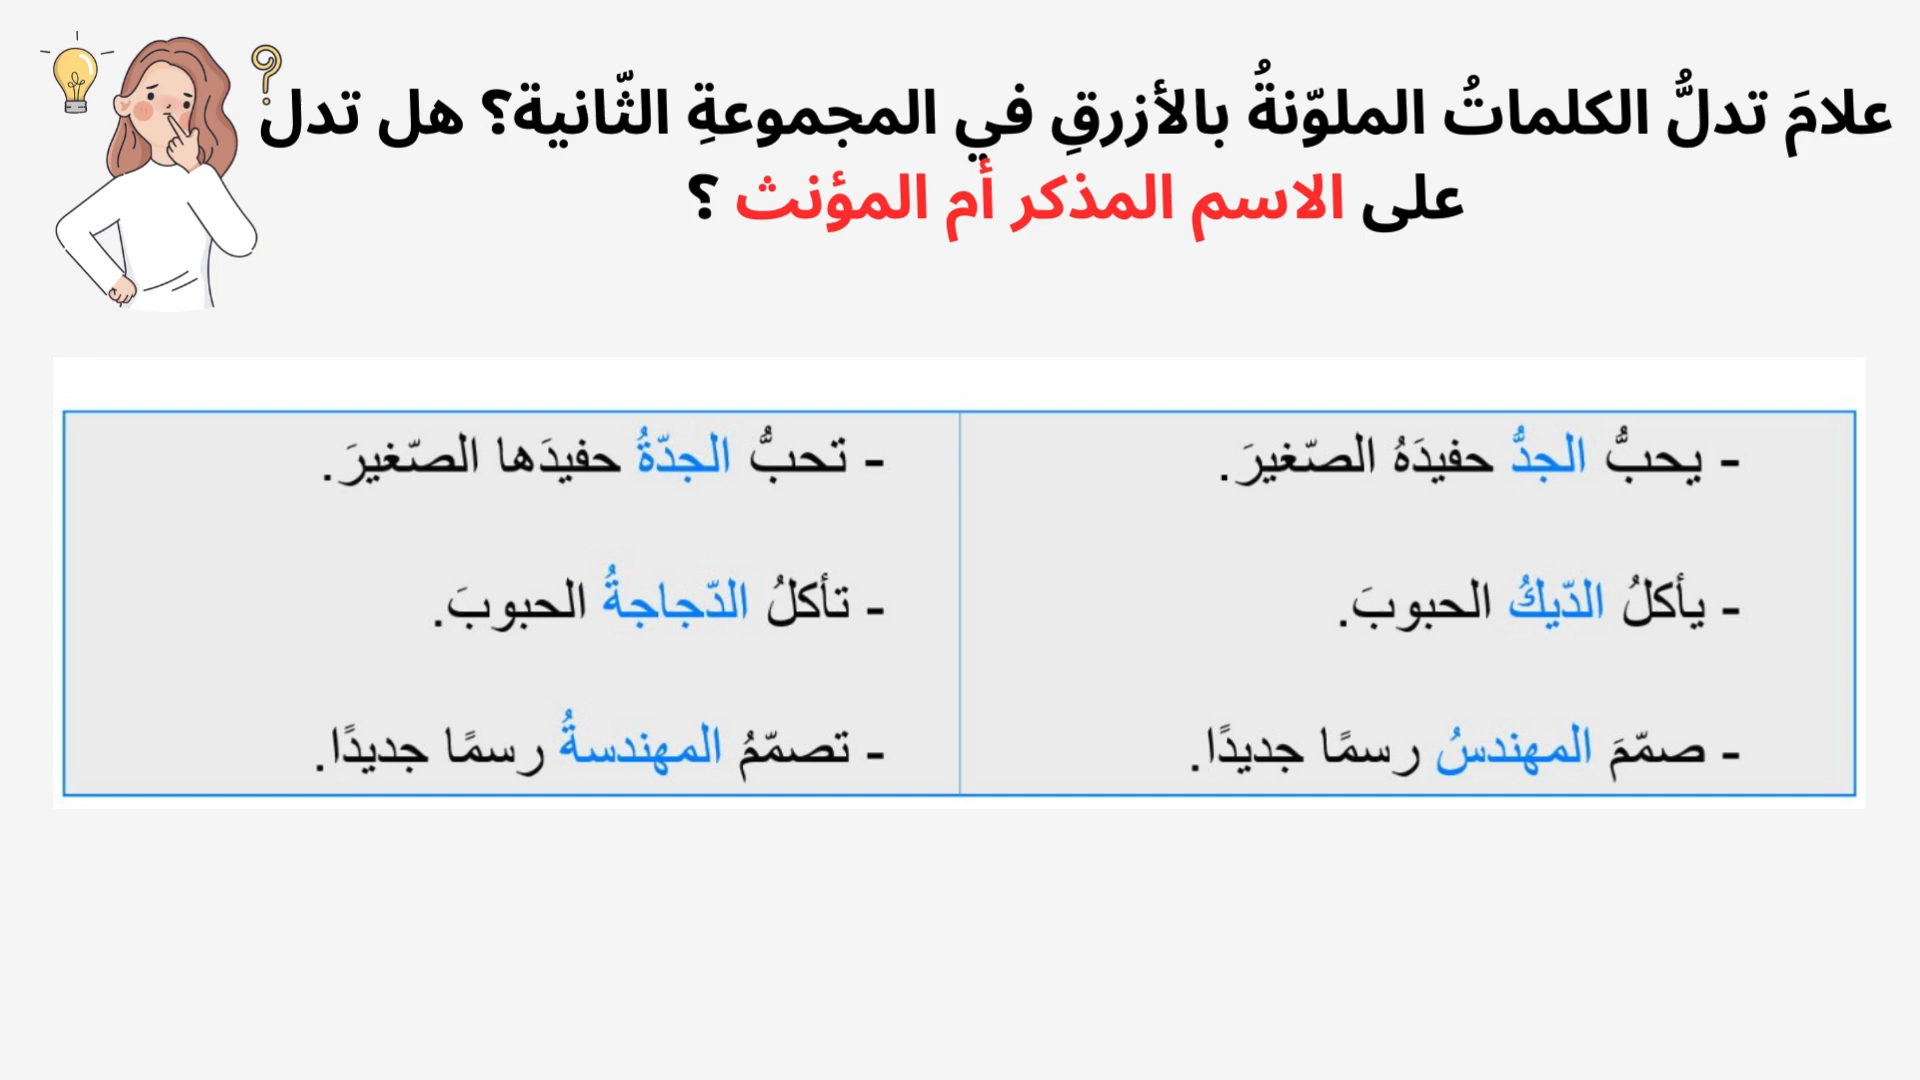 علامَ تدلُّ الكلماتُ الملوّنةُ بالأزرقِ في المجموعةِ الثّانية؟ هل تدل
على الاسم المذكر أم المؤنث ؟
- يحبُّ الجدُّ حفيدَهُ الصّغيرَ.
- يأكلُ الدّيكُ الحبوبَ.
- صمّمَ المهندسُ رسمًا جديدًا.
- تحبُّ الجدّةُ حفيدَها الصّغيرَ.
- تأكلُ الدّجاجةُ الحبوبَ.
- تصمّمُ المهندسةُ رسمًا جديدًا.